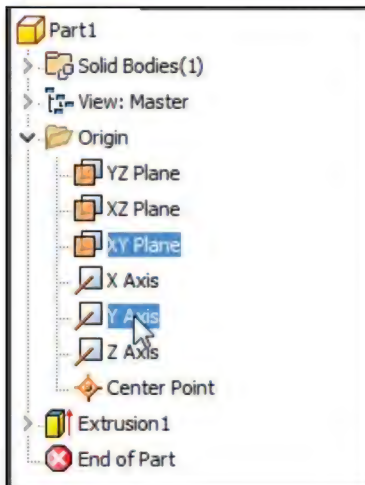 Part1
Solid Bodies(1)
View: Master
Origin
YZ Plane
XZ Plane
XY Plane
X Axis
Y Axis
Z Axis
Center Point
Extrusion1
End of Part